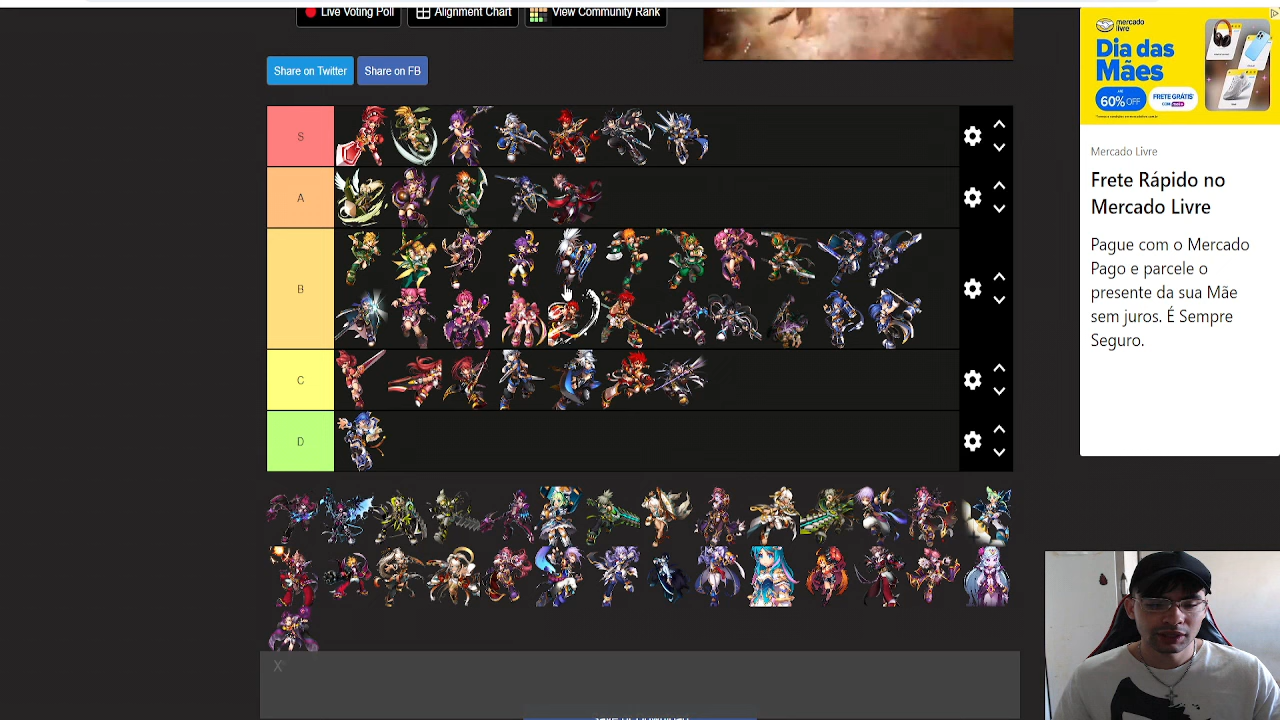 Live Voting Poll
Alignment Chart
View Community Rank
Share on Twitter
Share on FB
S
A
B
C
D
X
mercado
livre
Dia das
Mães
ATÉ
60% OFF
FRETE GRÁTIS*
Mercado Livre
Frete Rápido no
Mercado Livre
Pague com o Mercado
Pago e parcele o
presente da sua Mãe
sem juros. É Sempre
Seguro.